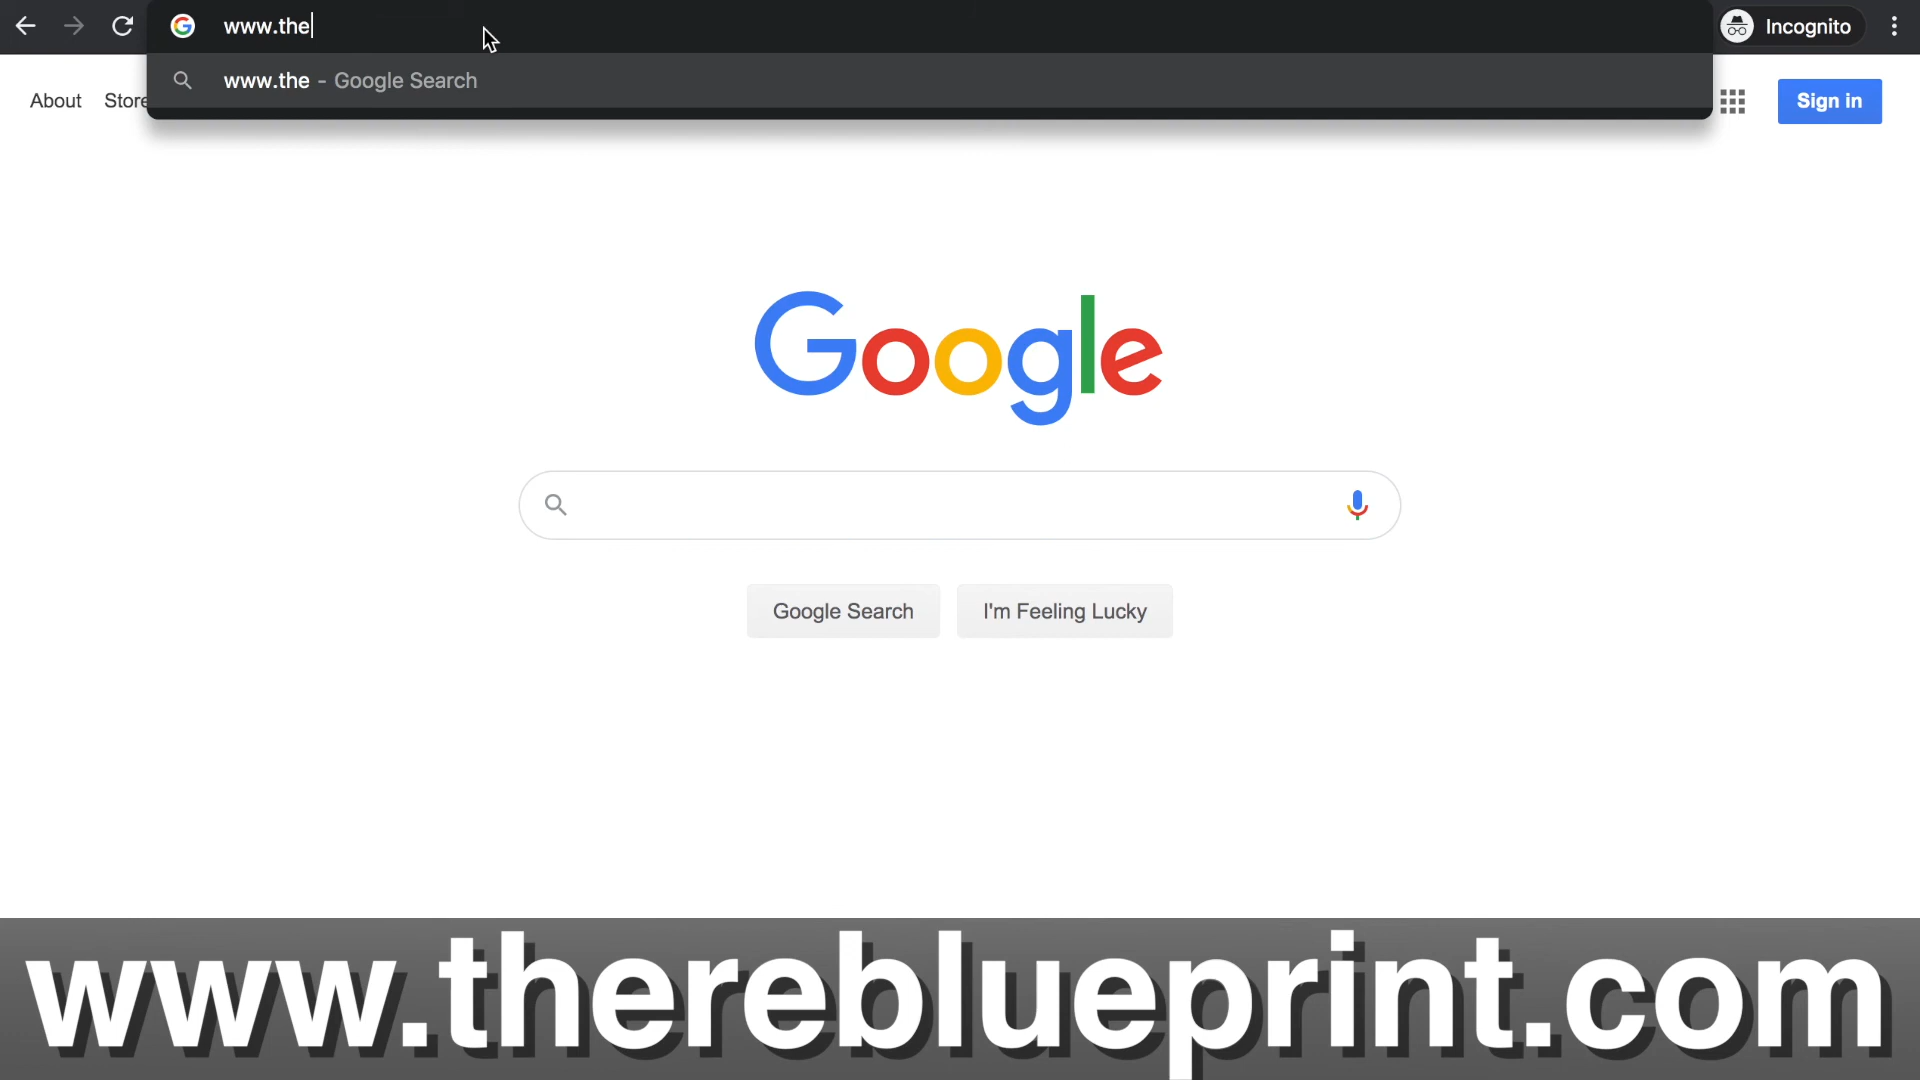 www.the
Incognito
www.the - Google Search
About Store
Sign in
Google
Google Search
I'm Feeling Lucky
www.thereblueprint.com